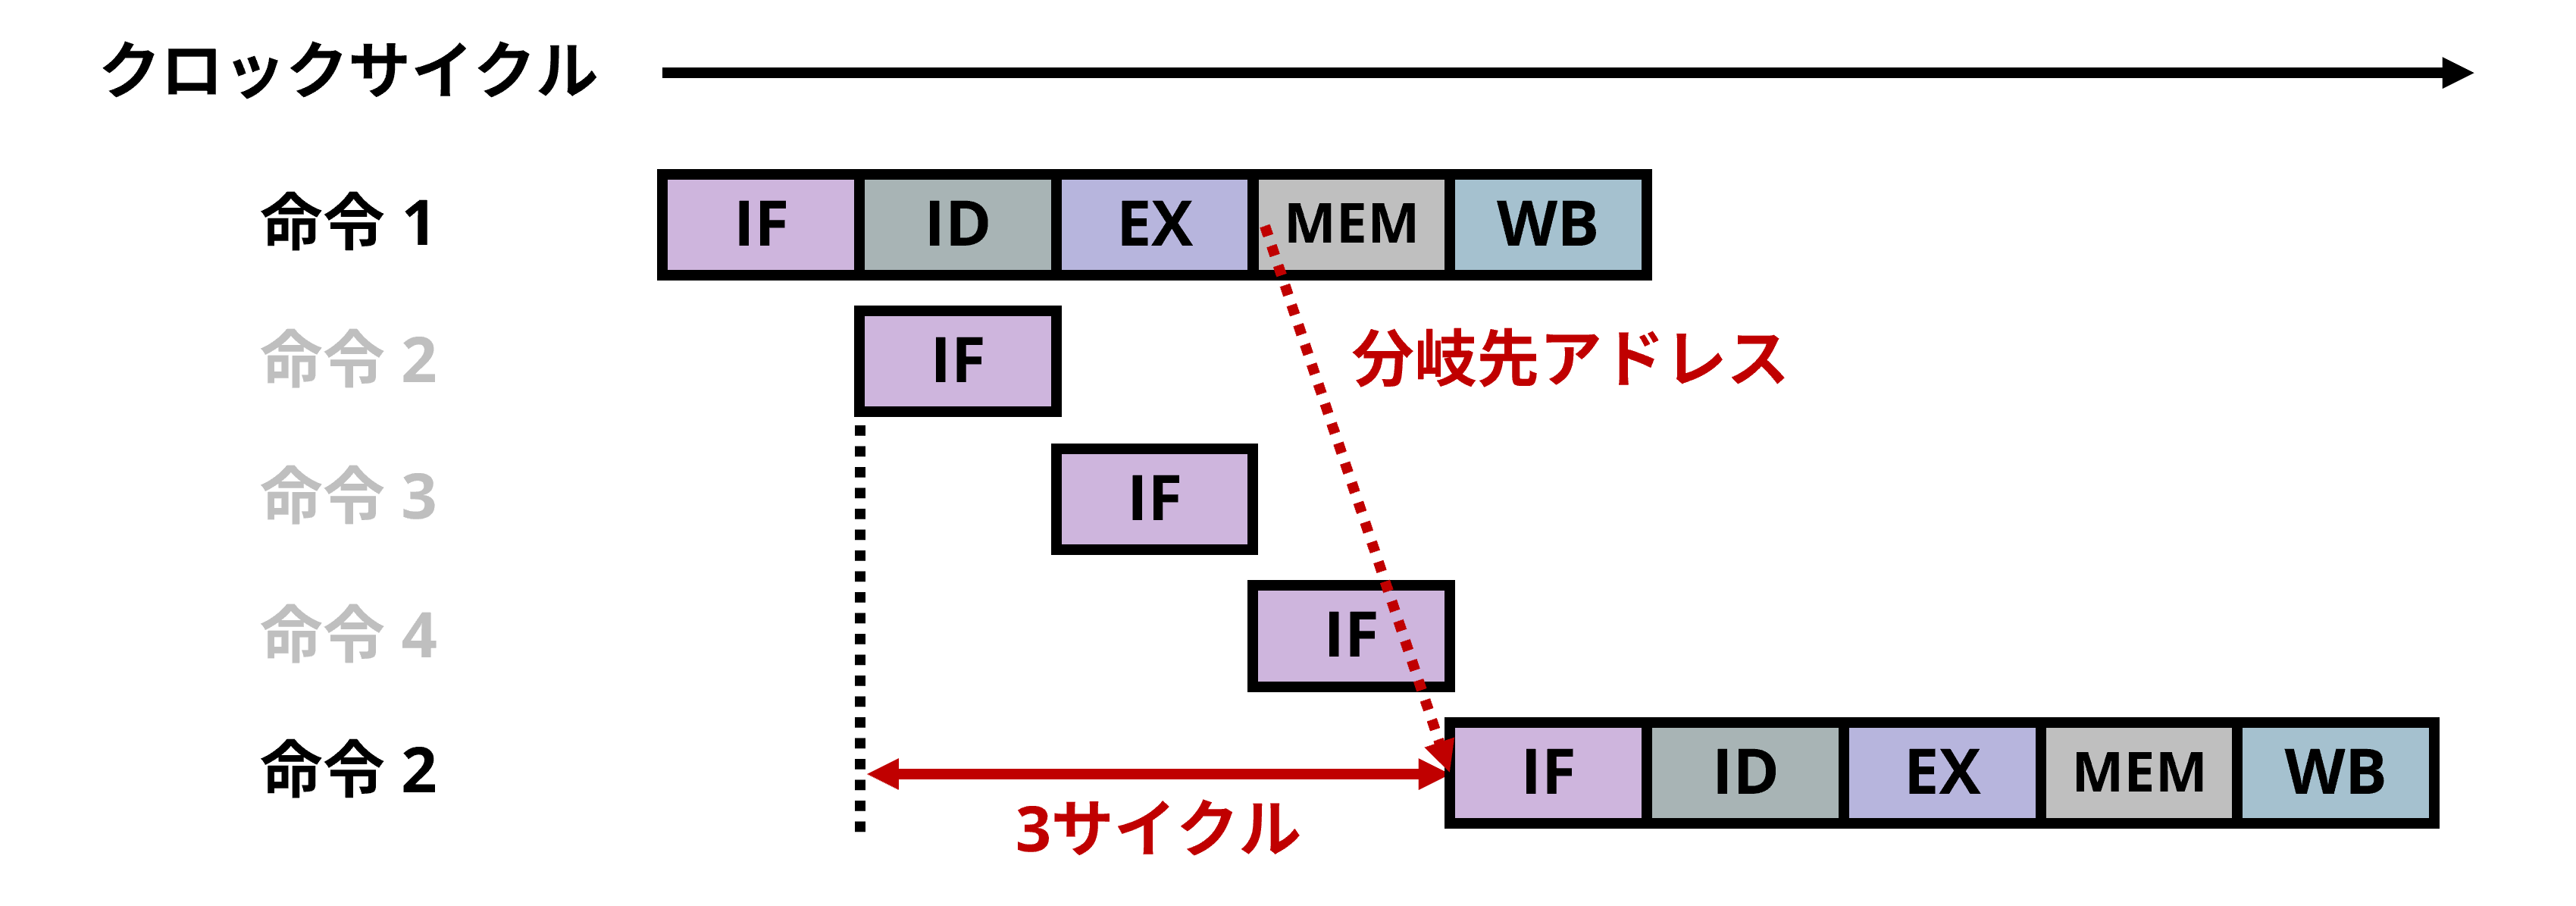 クロックサイクル
命令 1 IF ID EX MEM WB
命令 2 IF 分岐先アドレス
命令 3 IF
命令 4 IF
命令 2 IF ID EX MEM WB
3サイクル